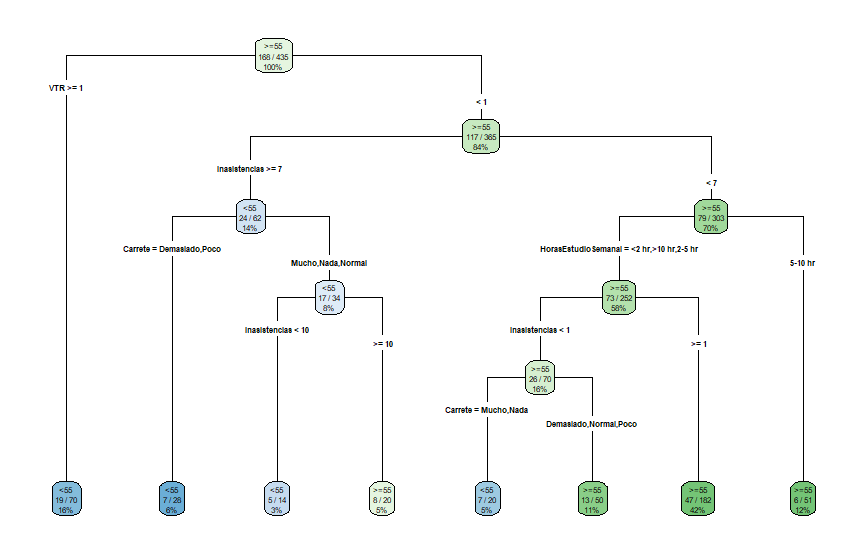 >=55
168 / 435
100%
VTR >= 1
< 1
>=55
117 / 365
84%
Inasistencias >= 7
< 7
<55
24 / 62
14%
>=55
79 / 303
70%
Carrete = Demasiado,Poco
Mucho,Nada,Normal
HorasEstudioSemanal = <2 hr,>10 hr,2-5 hr
5-10 hr
<55
17 / 34
8%
>=55
73 / 252
58%
Inasistencias < 10
>= 10
Inasistencias < 1
>= 1
>=55
26 / 70
16%
Carrete = Mucho,Nada
Demasiado,Normal,Poco
<55
19 / 70
16%
<55
7 / 28
6%
<55
5 / 14
3%
>=55
8 / 20
5%
<55
7 / 20
5%
>=55
13 / 50
11%
>=55
47 / 182
42%
>=55
6 / 51
12%